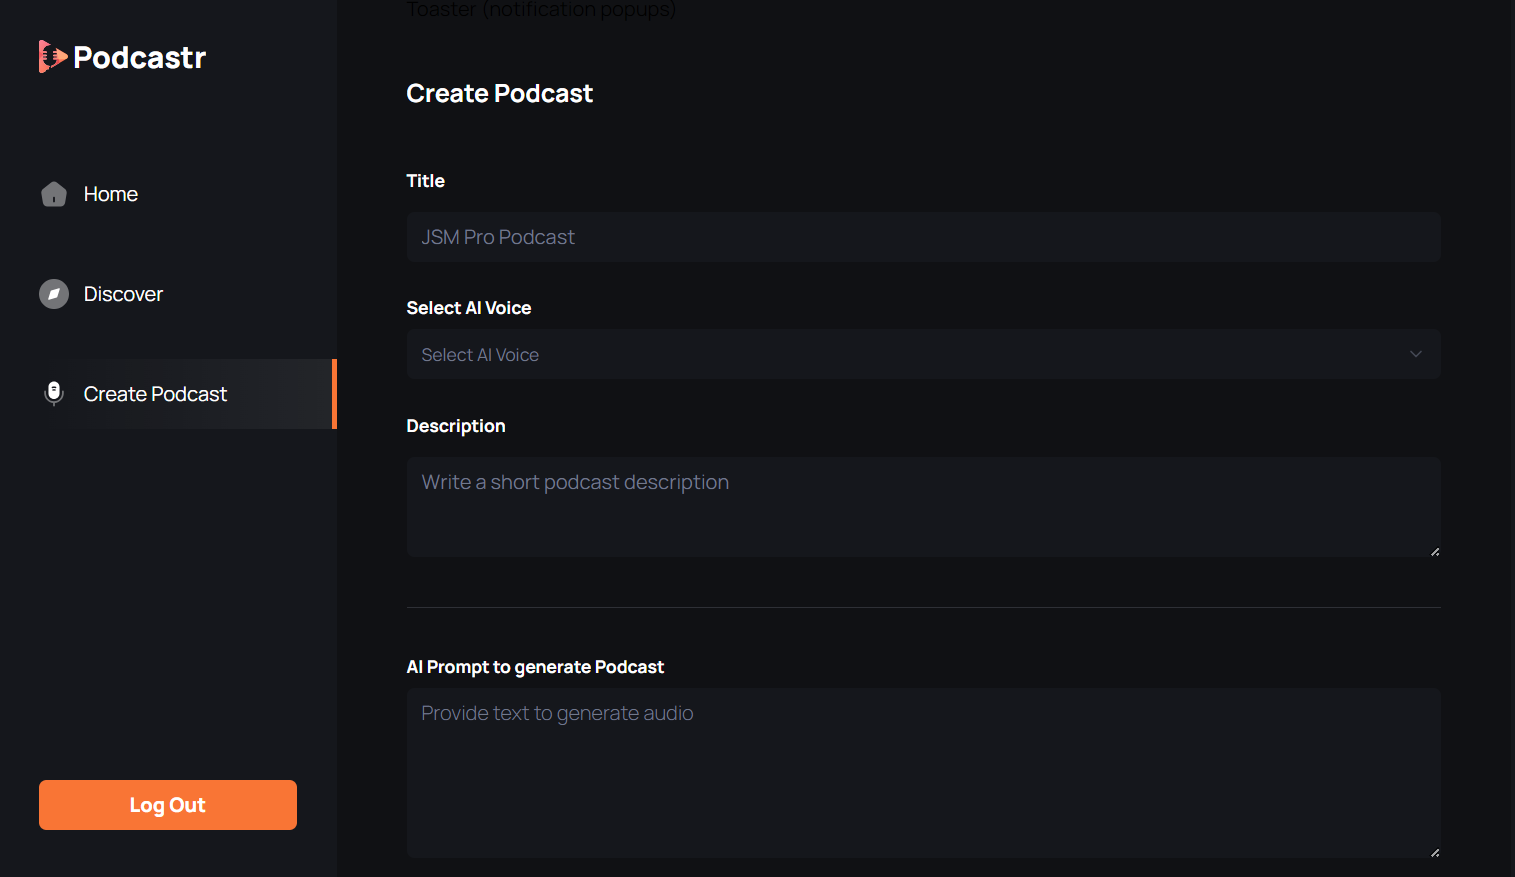 Podcastr
Home
Discover
Create Podcast
Log Out
Toaster (notification popups)
Create Podcast
Title
JSM Pro Podcast
Select AI Voice
Select AI Voice
Description
Write a short podcast description
AI Prompt to generate Podcast
Provide text to generate audio